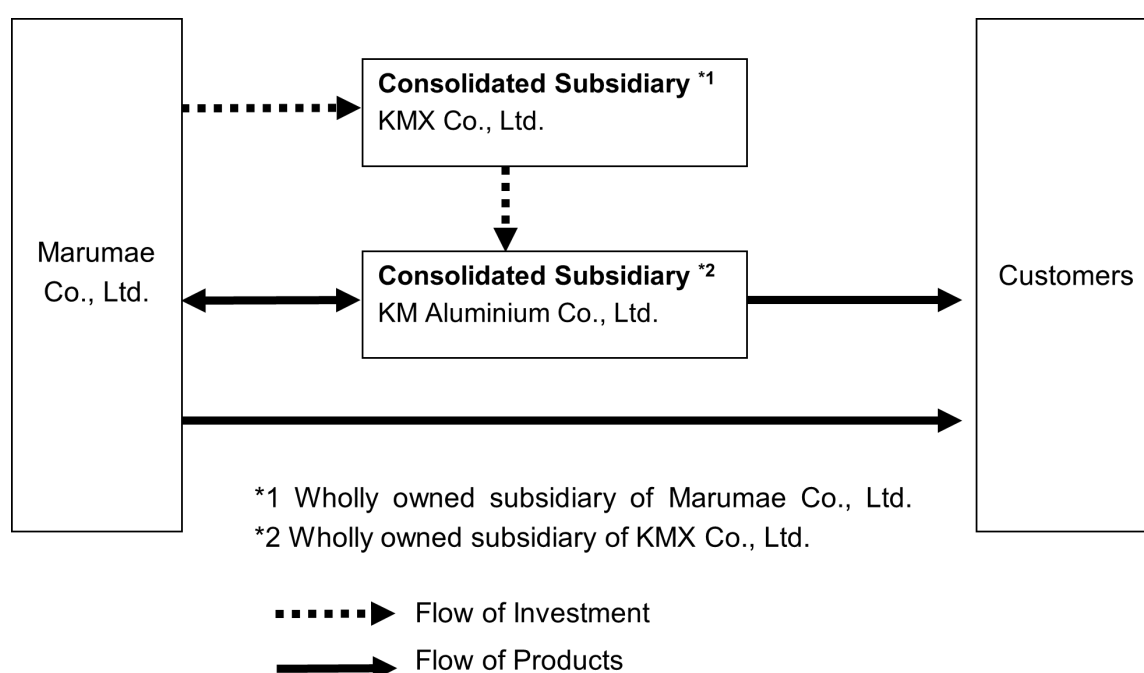 Marumae
Co., Ltd.
Consolidated Subsidiary *1
KMX Co., Ltd.
Consolidated Subsidiary *2
KM Aluminium Co., Ltd.
Customers
*1 Wholly owned subsidiary of Marumae Co., Ltd.
*2 Wholly owned subsidiary of KMX Co., Ltd.
Flow of Investment
Flow of Products